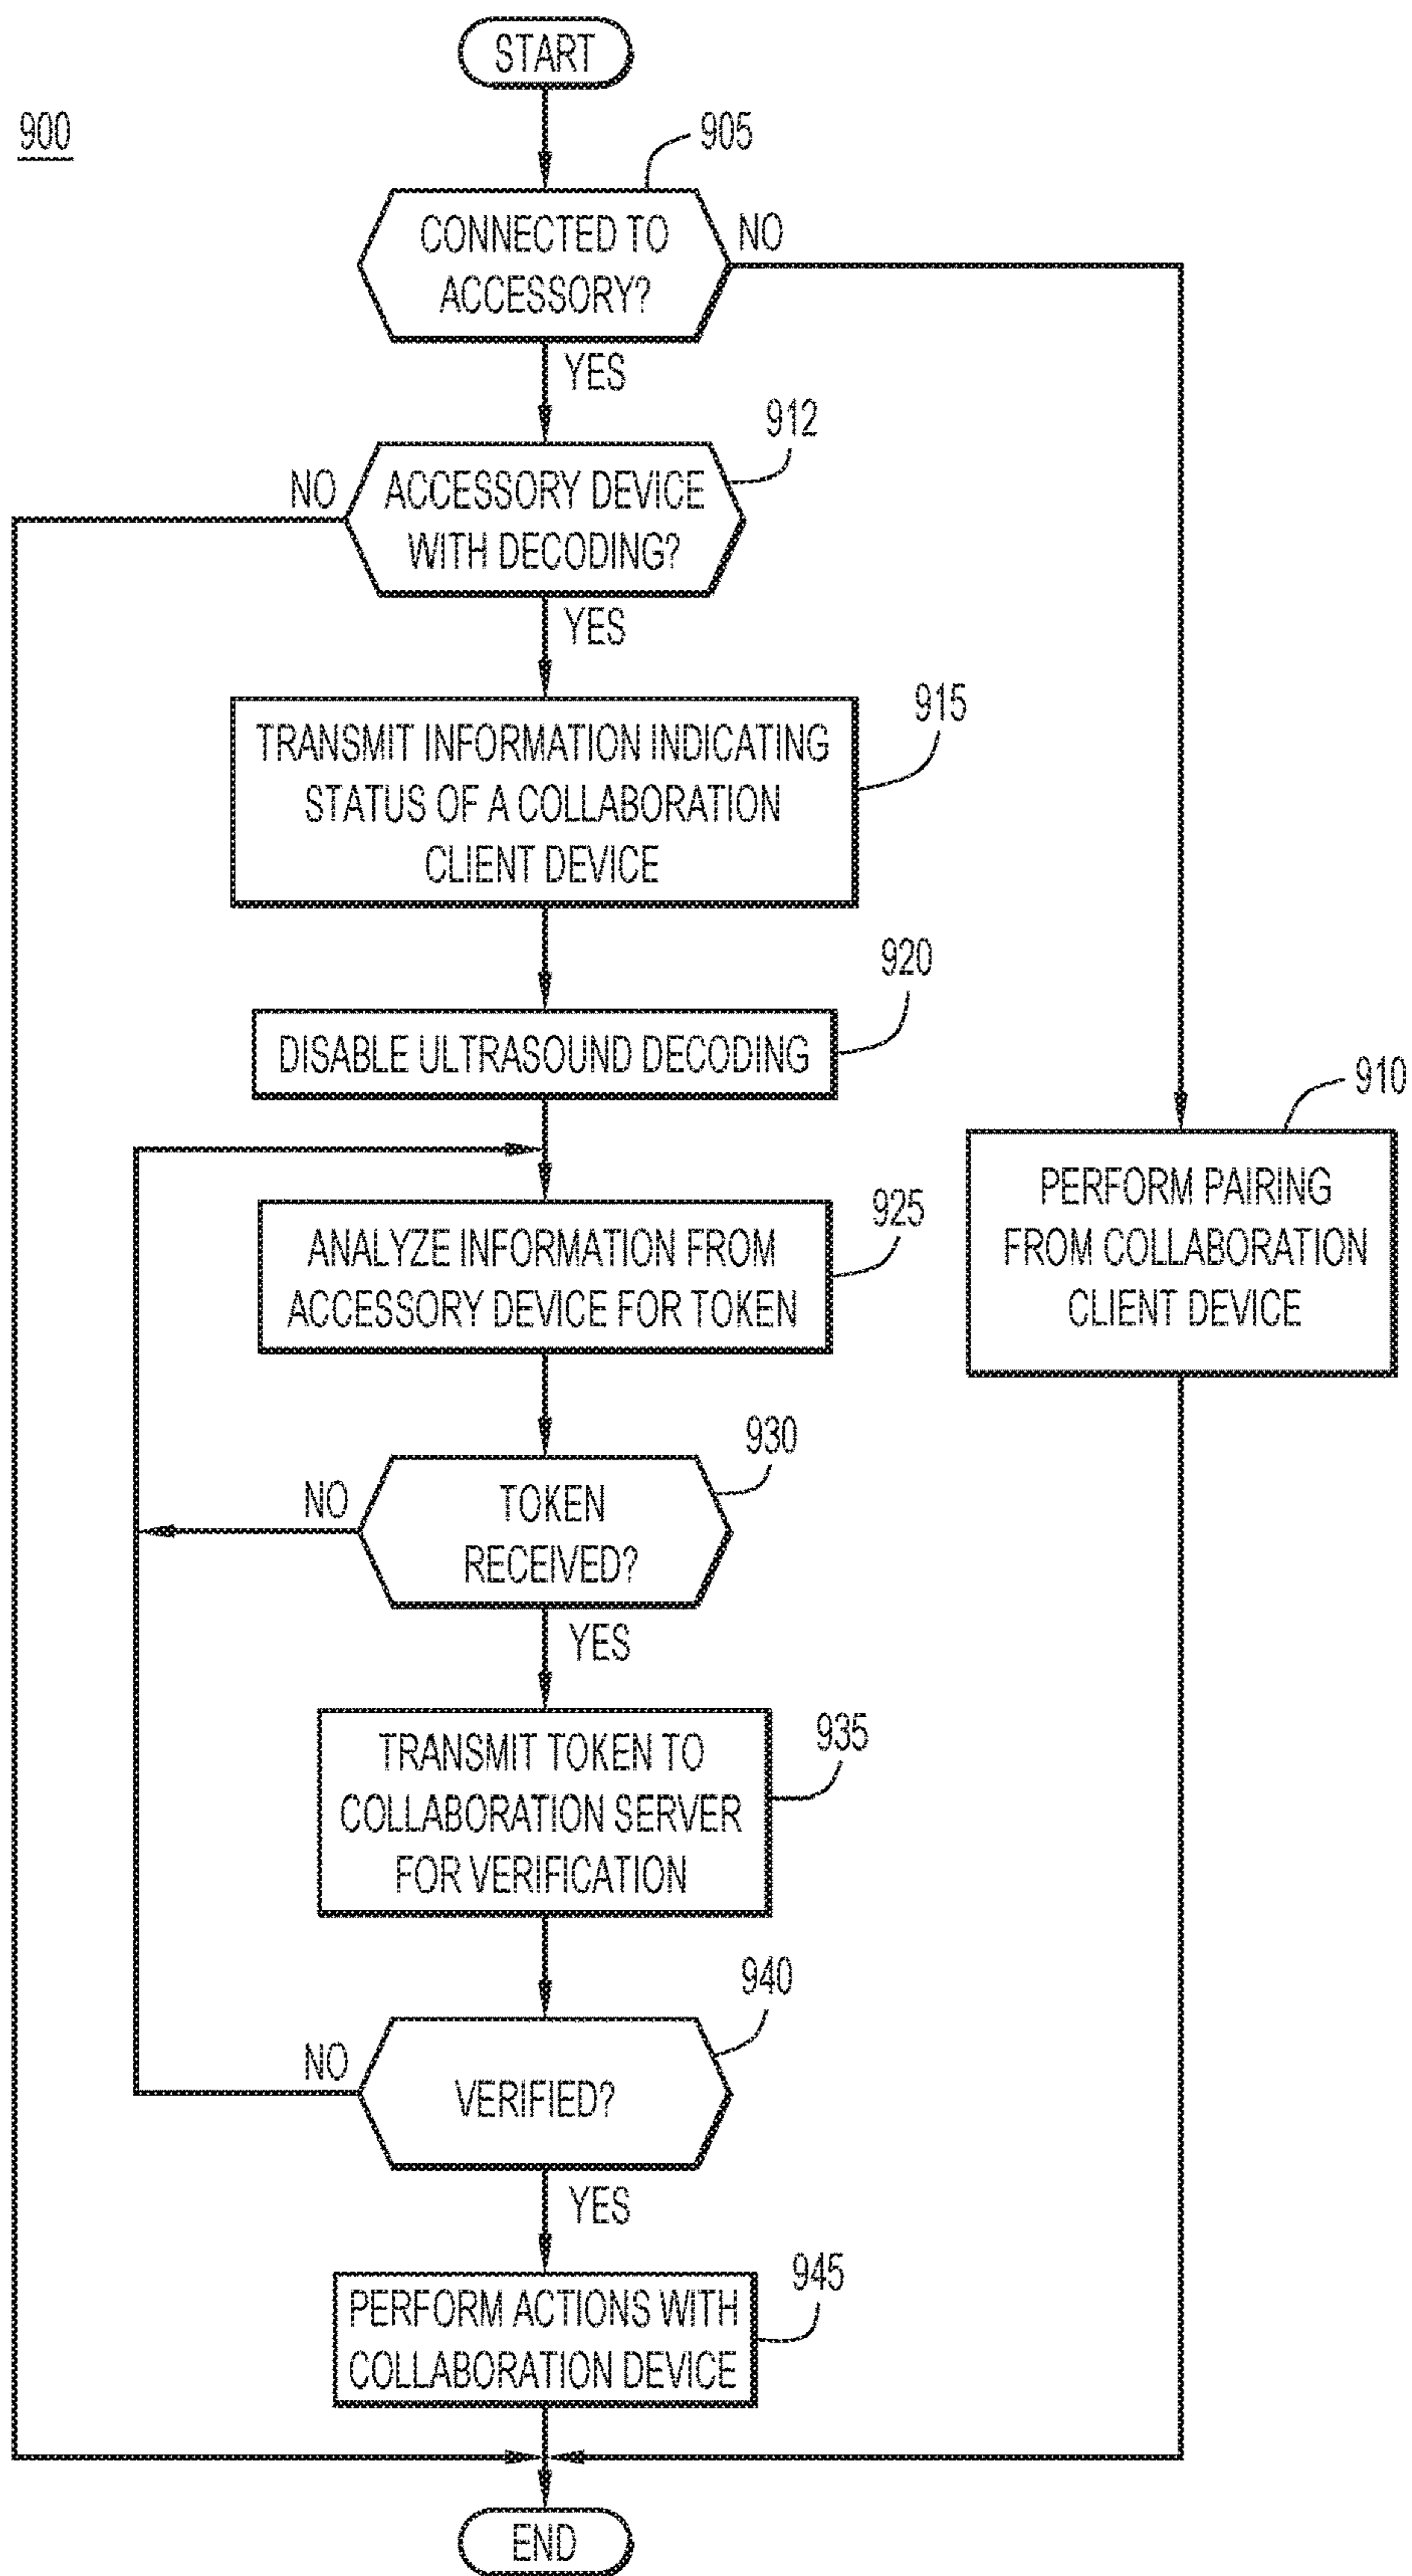 START
900
905
CONNECTED TO
ACCESSORY?
NO
YES
912
NO
ACCESSORY DEVICE
WITH DECODING?
YES
915
TRANSMIT INFORMATION INDICATING
STATUS OF A COLLABORATION
CLIENT DEVICE
920
DISABLE ULTRASOUND DECODING
910
PERFORM PAIRING
FROM COLLABORATION
CLIENT DEVICE
925
ANALYZE INFORMATION FROM
ACCESSORY DEVICE FOR TOKEN
930
NO
TOKEN
RECEIVED?
YES
935
TRANSMIT TOKEN TO
COLLABORATION SERVER
FOR VERIFICATION
940
NO
VERIFIED?
YES
945
PERFORM ACTIONS WITH
COLLABORATION DEVICE
END